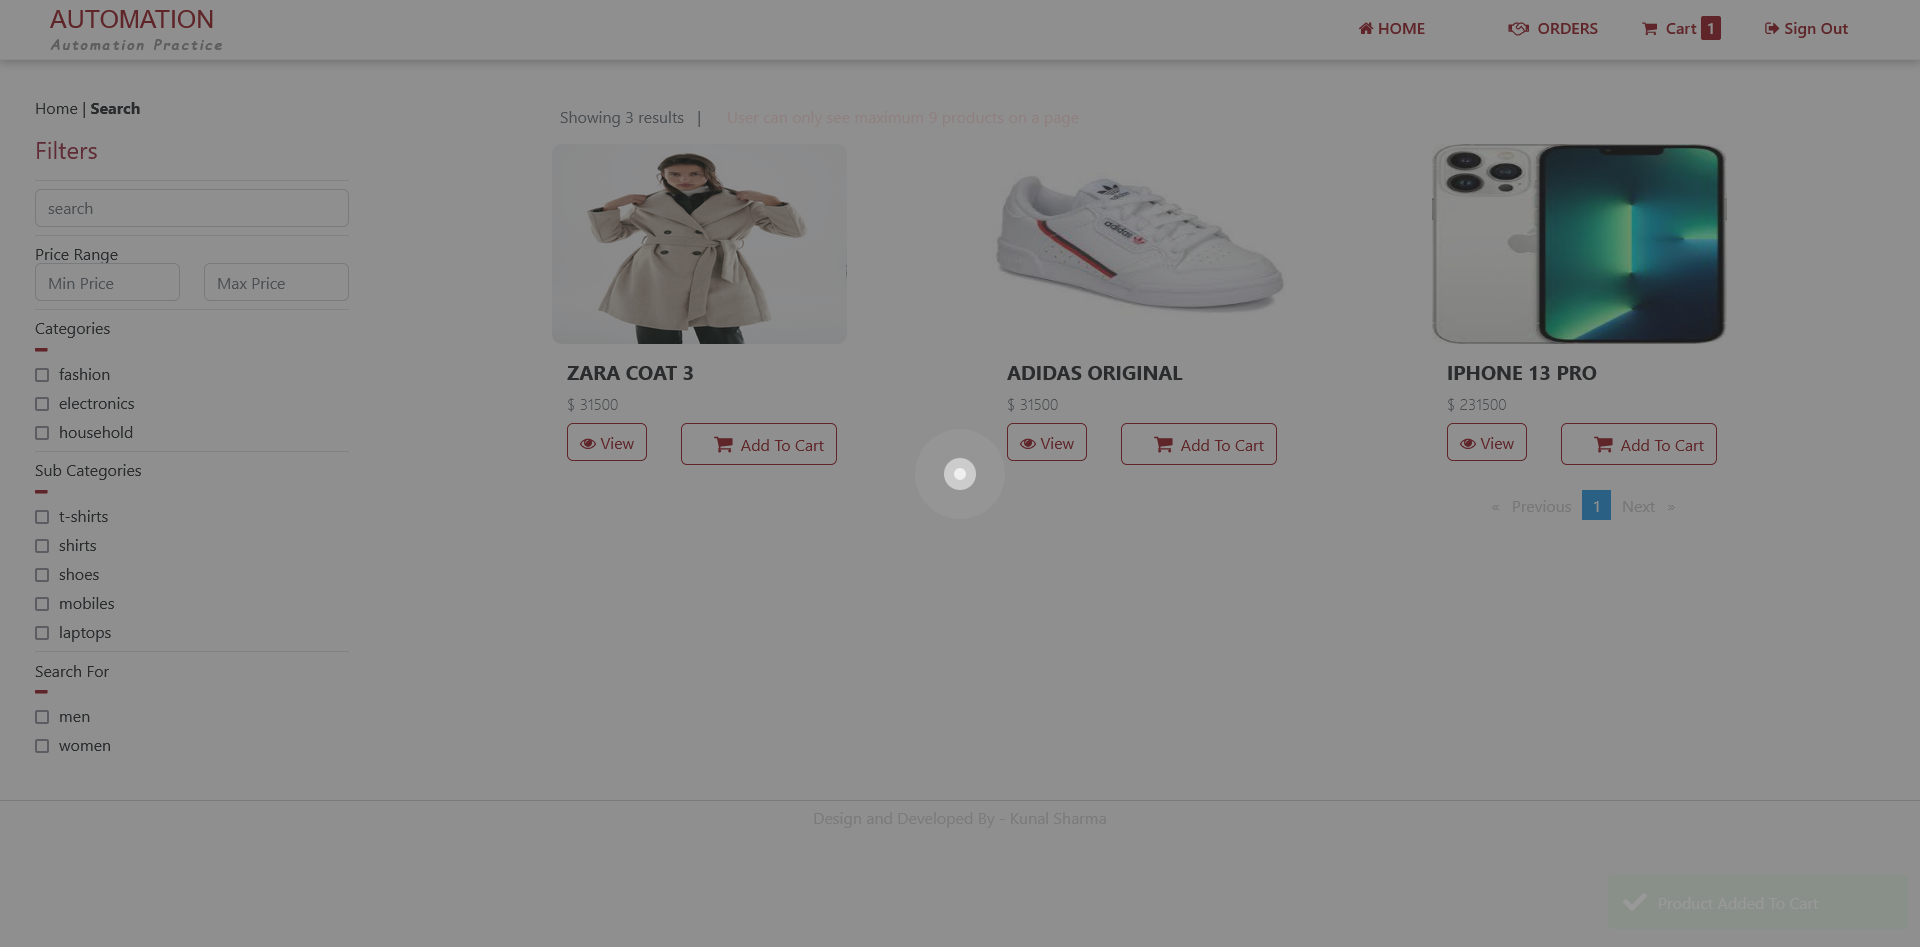 AUTOMATION
Automation Practice
HOME
ORDERS
Cart 1
Sign Out
Home | Search
Filters
search
Price Range
Min Price
Max Price
Categories
fashion
electronics
household
Sub Categories
t-shirts
shirts
shoes
mobiles
laptops
Search For
men
women
Showing 3 results |
User can only see maximum 9 products on a page
ZARA COAT 3
$ 31500
View
Add To Cart
adidas
adidas
ADIDAS ORIGINAL
$ 31500
View
Add To Cart
IPHONE 13 PRO
$ 231500
View
Add To Cart
« Previous 1 Next »
Design and Developed By - Kunal Sharma
Product Added To Cart